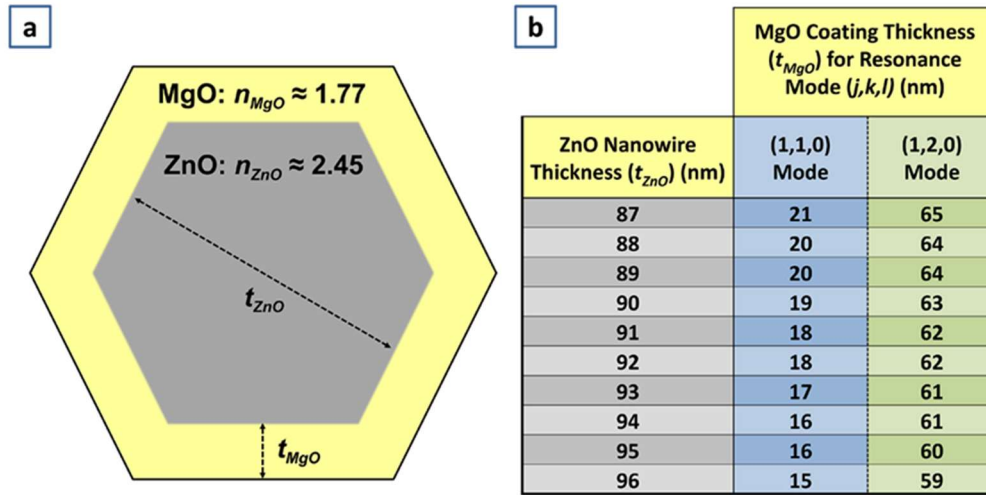 a
MgO: nMgO ≈ 1.77
ZnO: nZnO ≈ 2.45
tZnO
tMgO
b
MgO Coating Thickness
(tMgO) for Resonance
Mode (j,k,l) (nm)
ZnO Nanowire
Thickness (tZnO) (nm)
(1,1,0)
Mode
(1,2,0)
Mode
87 21 65
88 20 64
89 20 64
90 19 63
91 18 62
92 18 62
93 17 61
94 16 61
95 16 60
96 15 59